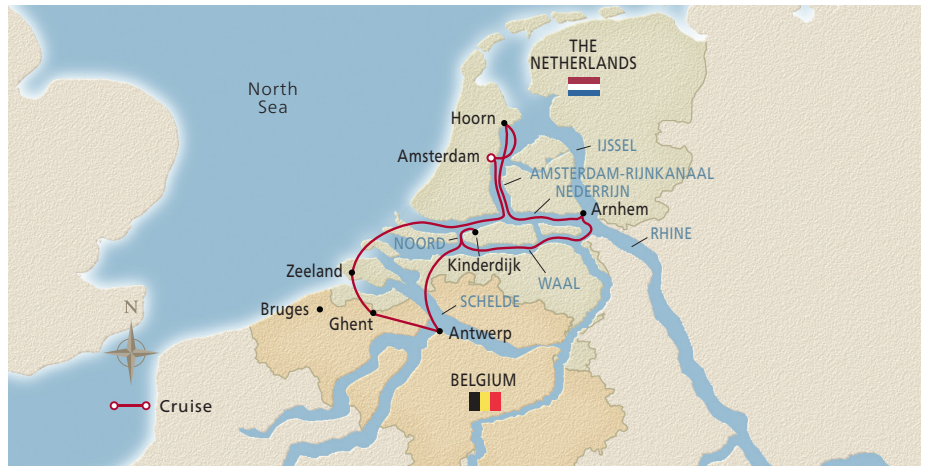 THE
NETHERLANDS
North
Sea
Hoorn
Amsterdam
IJSSEL
AMSTERDAM-RIJNKANAAL
NEDERRIJN
Arnhem
RHINE
NOORD
Kinderdijk
Zeeland
WAAL
SCHELDE
Bruges
Ghent
Antwerp
N
BELGIUM
Cruise